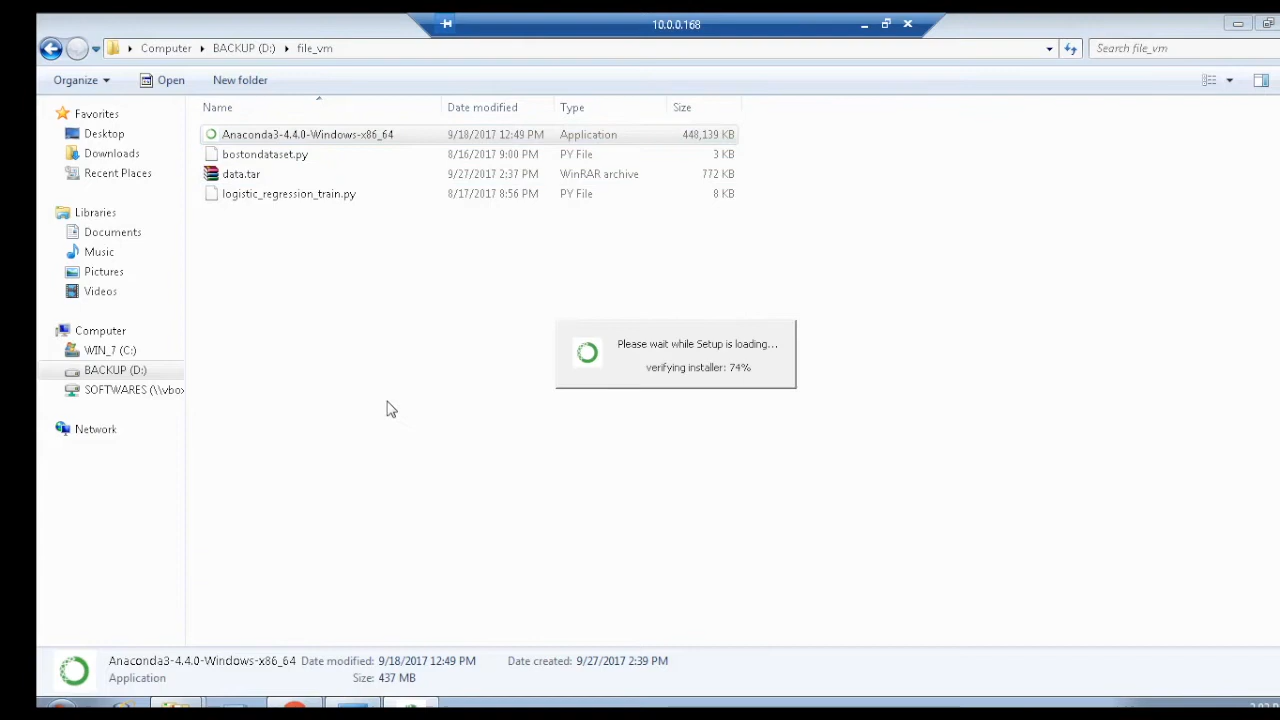 10.0.0.168
Computer BACKUP (D:) file_vm
Search file_vm
Organize Open New folder
Name Date modified Type Size
Favorites
Desktop
Downloads
Recent Places
Libraries
Documents
Music
Pictures
Videos
Computer
WIN_7 (C:)
BACKUP (D:)
SOFTWARES (\\vbox
Network
Anaconda3-4.4.0-Windows-x86_64 9/18/2017 12:49 PM Application 448,139 KB
bostondataset.py 8/16/2017 9:00 PM PY File 3 KB
data.tar 9/27/2017 2:37 PM WinRAR archive 772 KB
logistic_regression_train.py 8/17/2017 8:56 PM PY File 8 KB
Please wait while Setup is loading...
verifying installer: 74%
Anaconda3-4.4.0-Windows-x86_64 Date modified: 9/18/2017 12:49 PM Date created: 9/27/2017 2:39 PM
Application Size: 437 MB